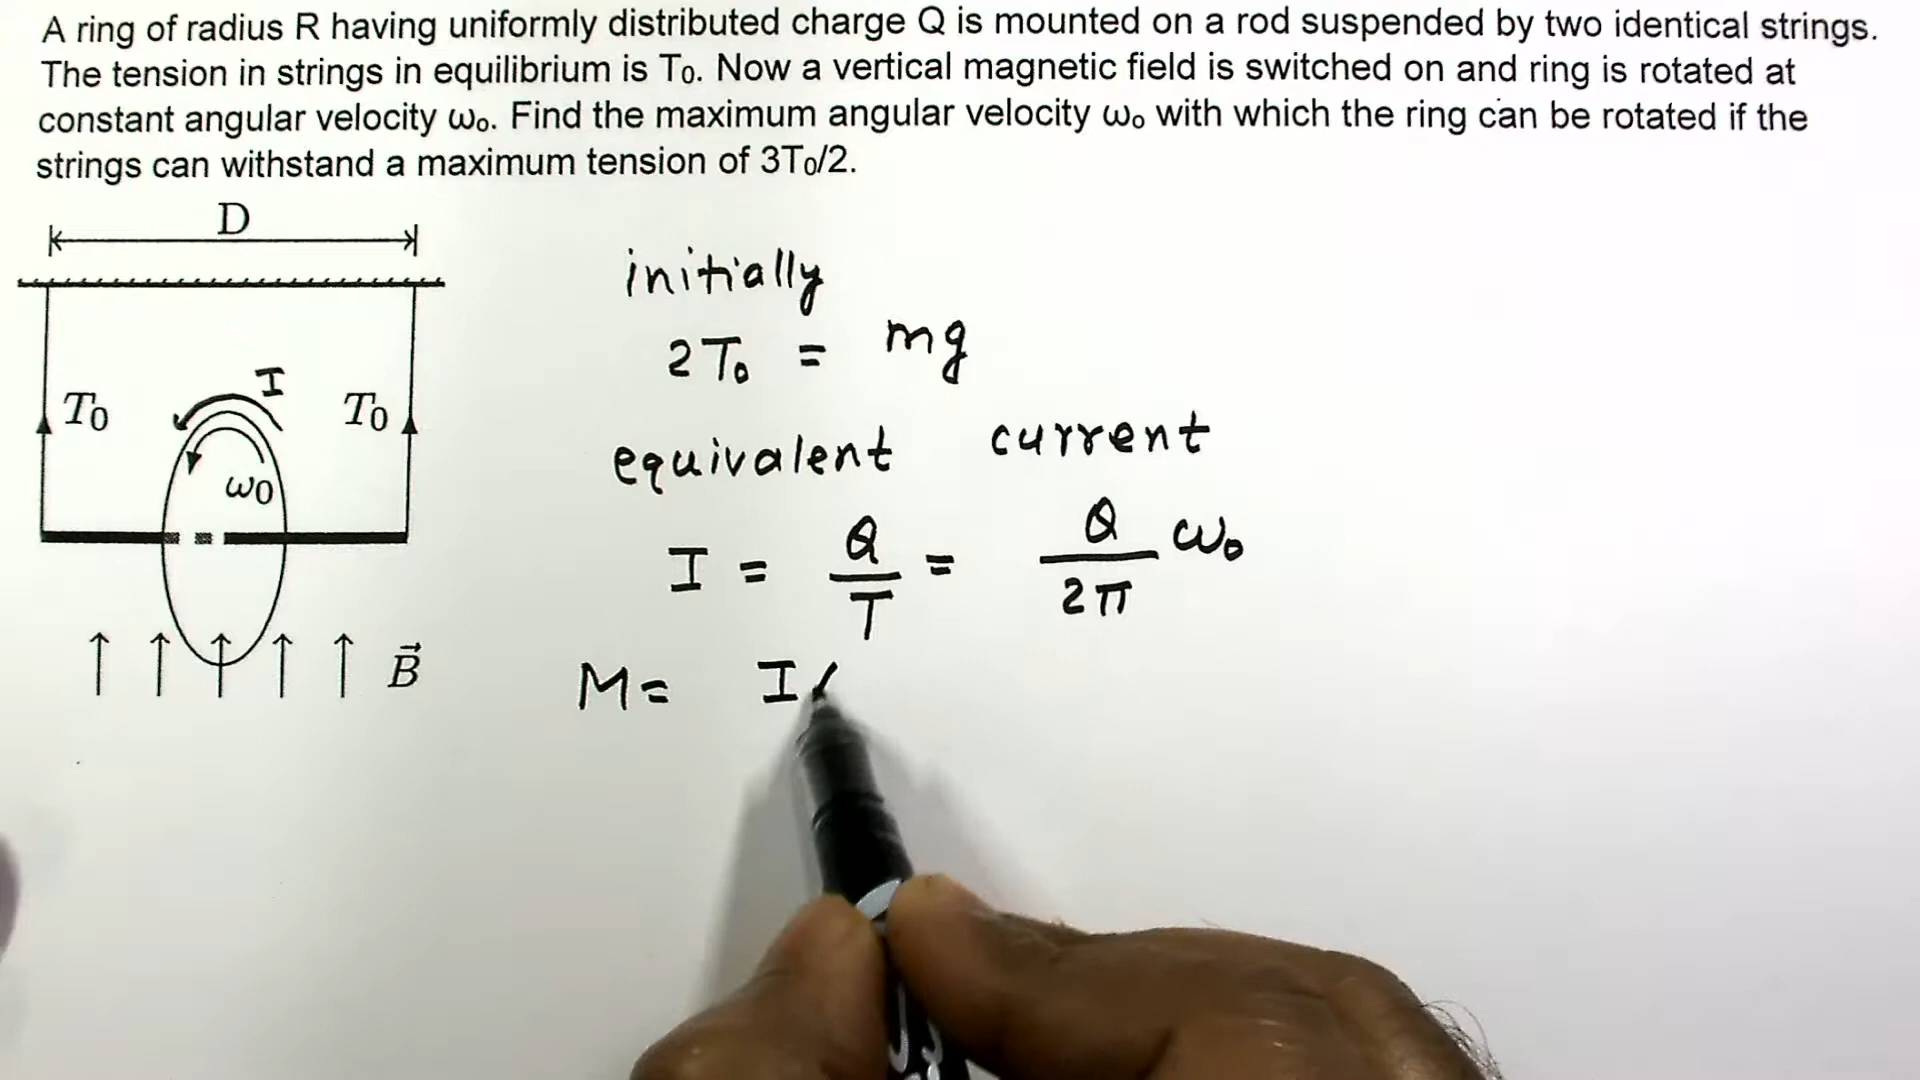 A ring of radius R having uniformly distributed charge Q is mounted on a rod suspended by two identical strings.
The tension in strings in equilibrium is T₀. Now a vertical magnetic field is switched on and ring is rotated at
constant angular velocity ω₀. Find the maximum angular velocity ω₀ with which the ring can be rotated if the
strings can withstand a maximum tension of 3T₀/2.
D
T₀ I T₀
ω₀
B⃗
initially
2T₀ = mg
equivalent current
I = Q/T = Q/2π ω₀
M = I